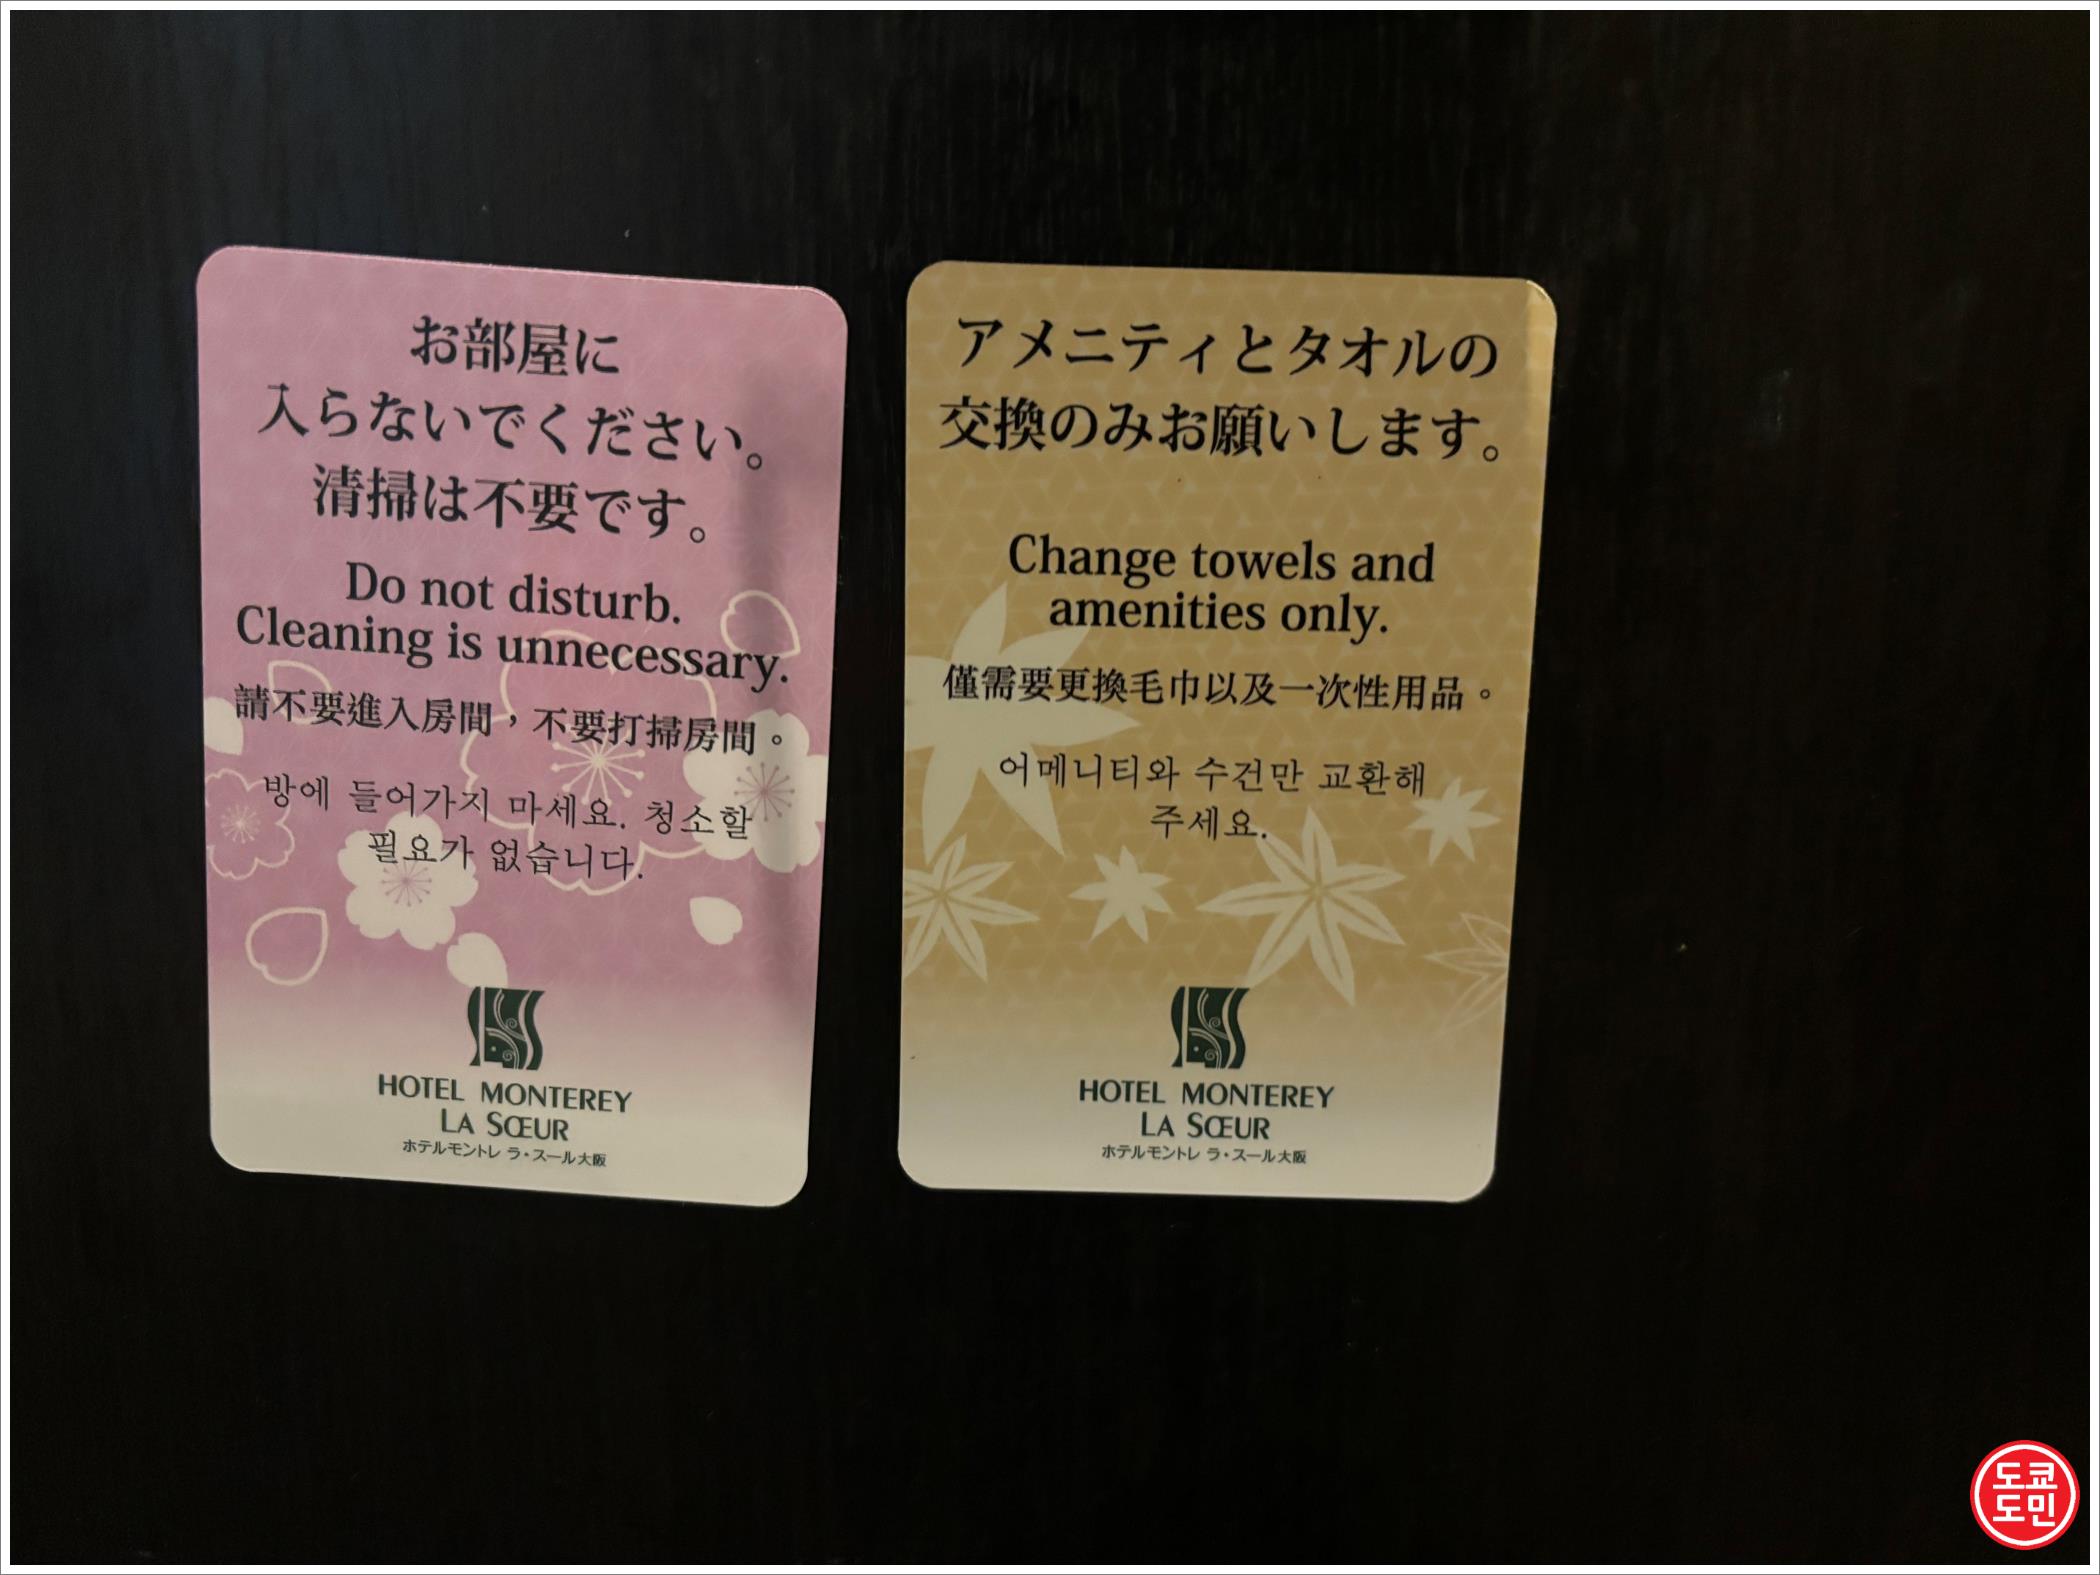 お部屋に
入らないでください。
清掃は不要です。
Do not disturb.
Cleaning is unnecessary.
請不要進入房間，不要打掃房間。
방에 들어가지 마세요. 청소할
필요가 없습니다.
HOTEL MONTEREY
LA SŒUR
ホテルモントレ ラ・スール大阪
アメニティとタオルの
交換のみお願いします。
Change towels and
amenities only.
僅需要更換毛巾以及一次性用品。
어메니티와 수건만 교환해
주세요.
HOTEL MONTEREY
LA SŒUR
ホテルモントレ ラ・スール大阪
도쿄
도민